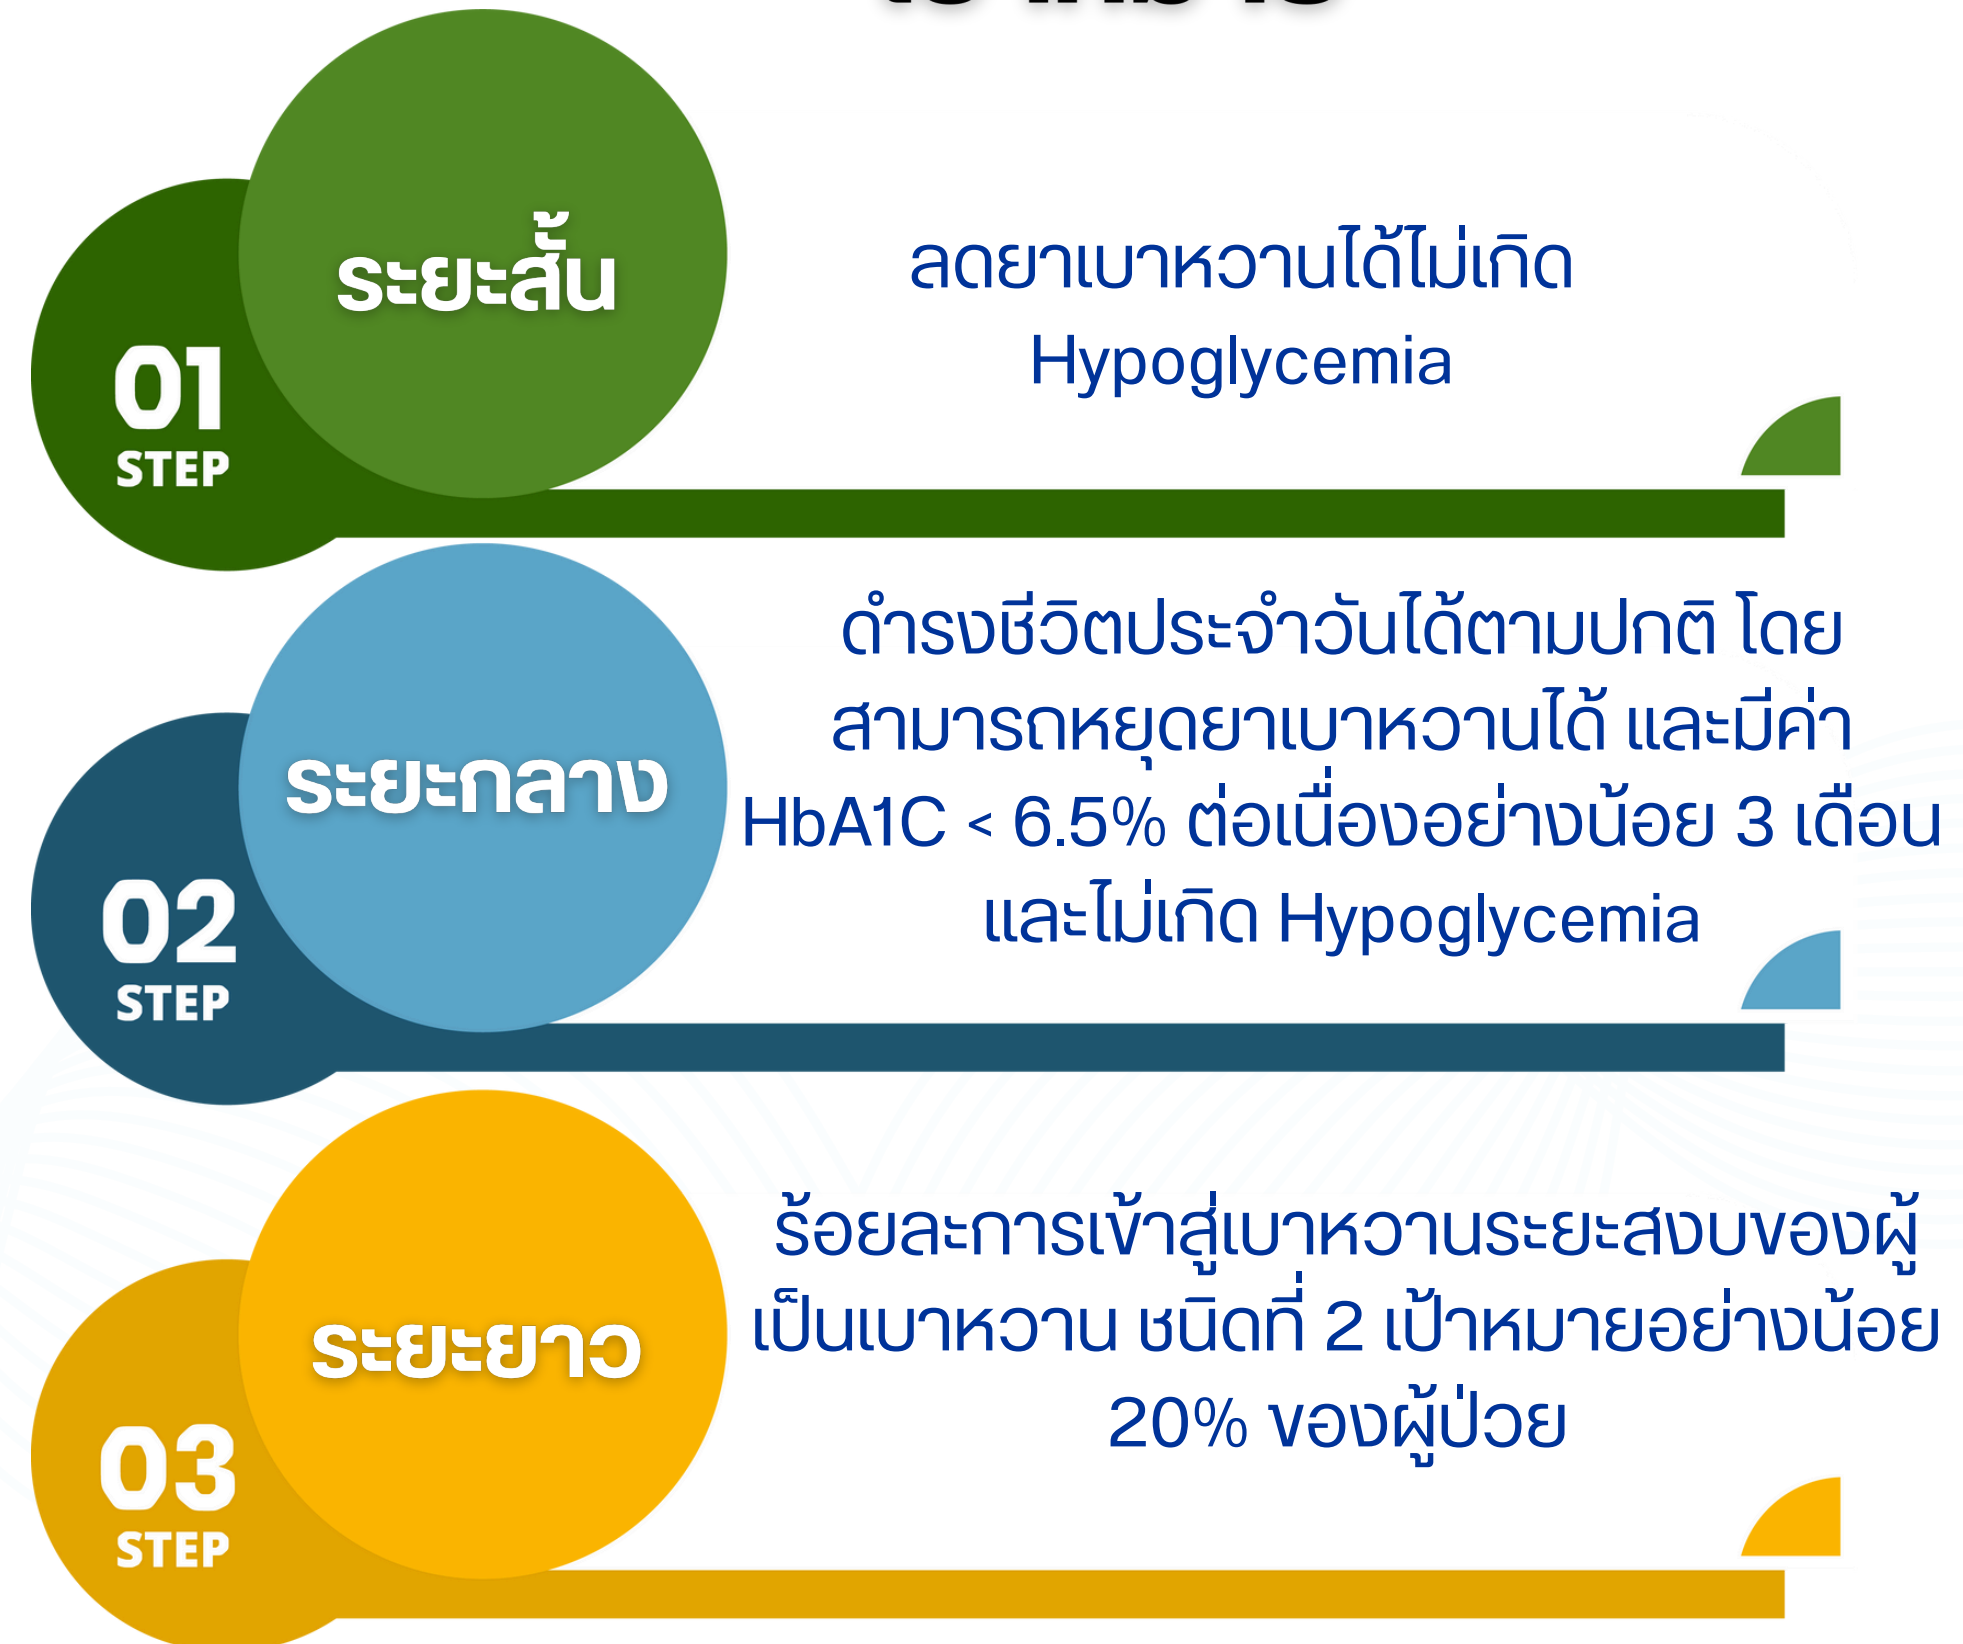 ระยะสั้น
01
STEP
ลดยาเบาหวานได้ไม่เกิด
Hypoglycemia
ระยะกลาง
02
STEP
ดำรงชีวิตประจำวันได้ตามปกติ โดย
สามารถหยุดยาเบาหวานได้ และมีค่า
HbA1C < 6.5% ต่อเนื่องอย่างน้อย 3 เดือน
และไม่เกิด Hypoglycemia
ระยะยาว
03
STEP
ร้อยละการเข้าสู่เบาหวานระยะสงบของผู้
เป็นเบาหวาน ชนิดที่ 2 เป้าหมายอย่างน้อย
20% ของผู้ป่วย